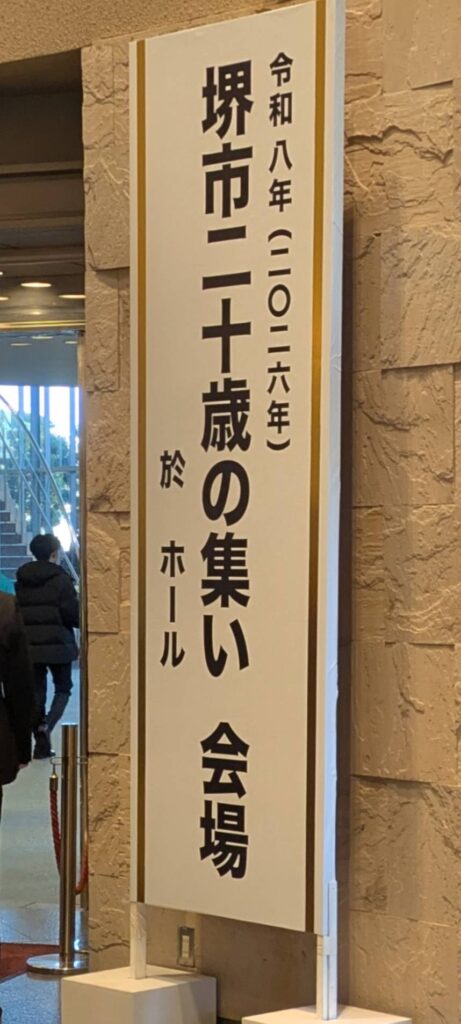 令和八年(二〇二六年)
堺市二十歳の集い 会場
於 ホール